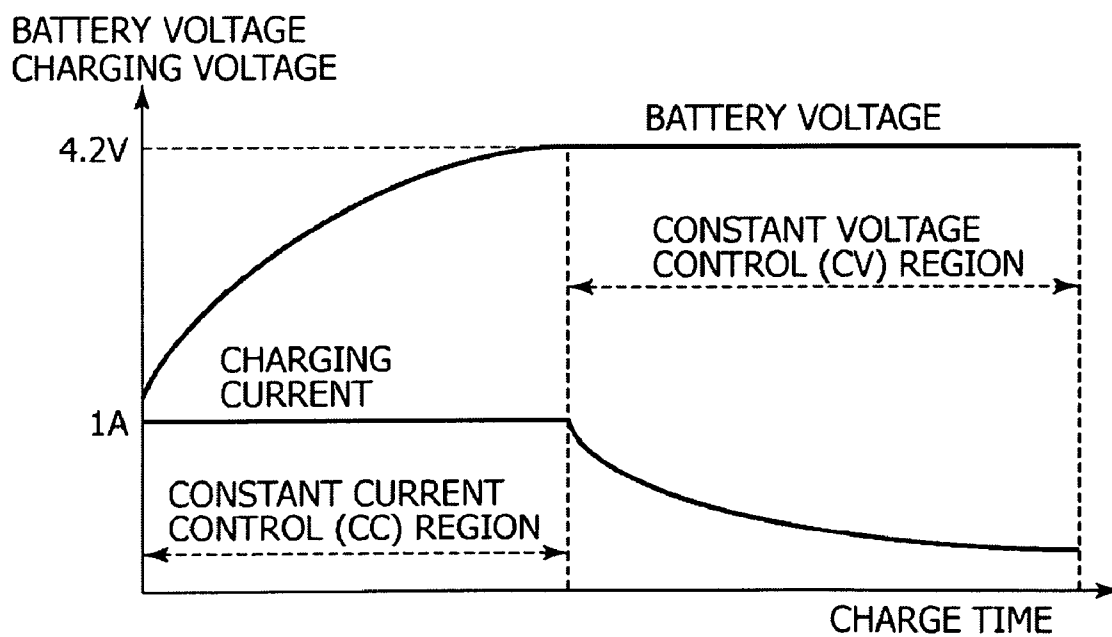 BATTERY VOLTAGE
CHARGING VOLTAGE
BATTERY VOLTAGE
4.2V
CONSTANT VOLTAGE
CONTROL (CV) REGION
CHARGING
CURRENT
1A
CONSTANT CURRENT
CONTROL (CC) REGION
CHARGE TIME